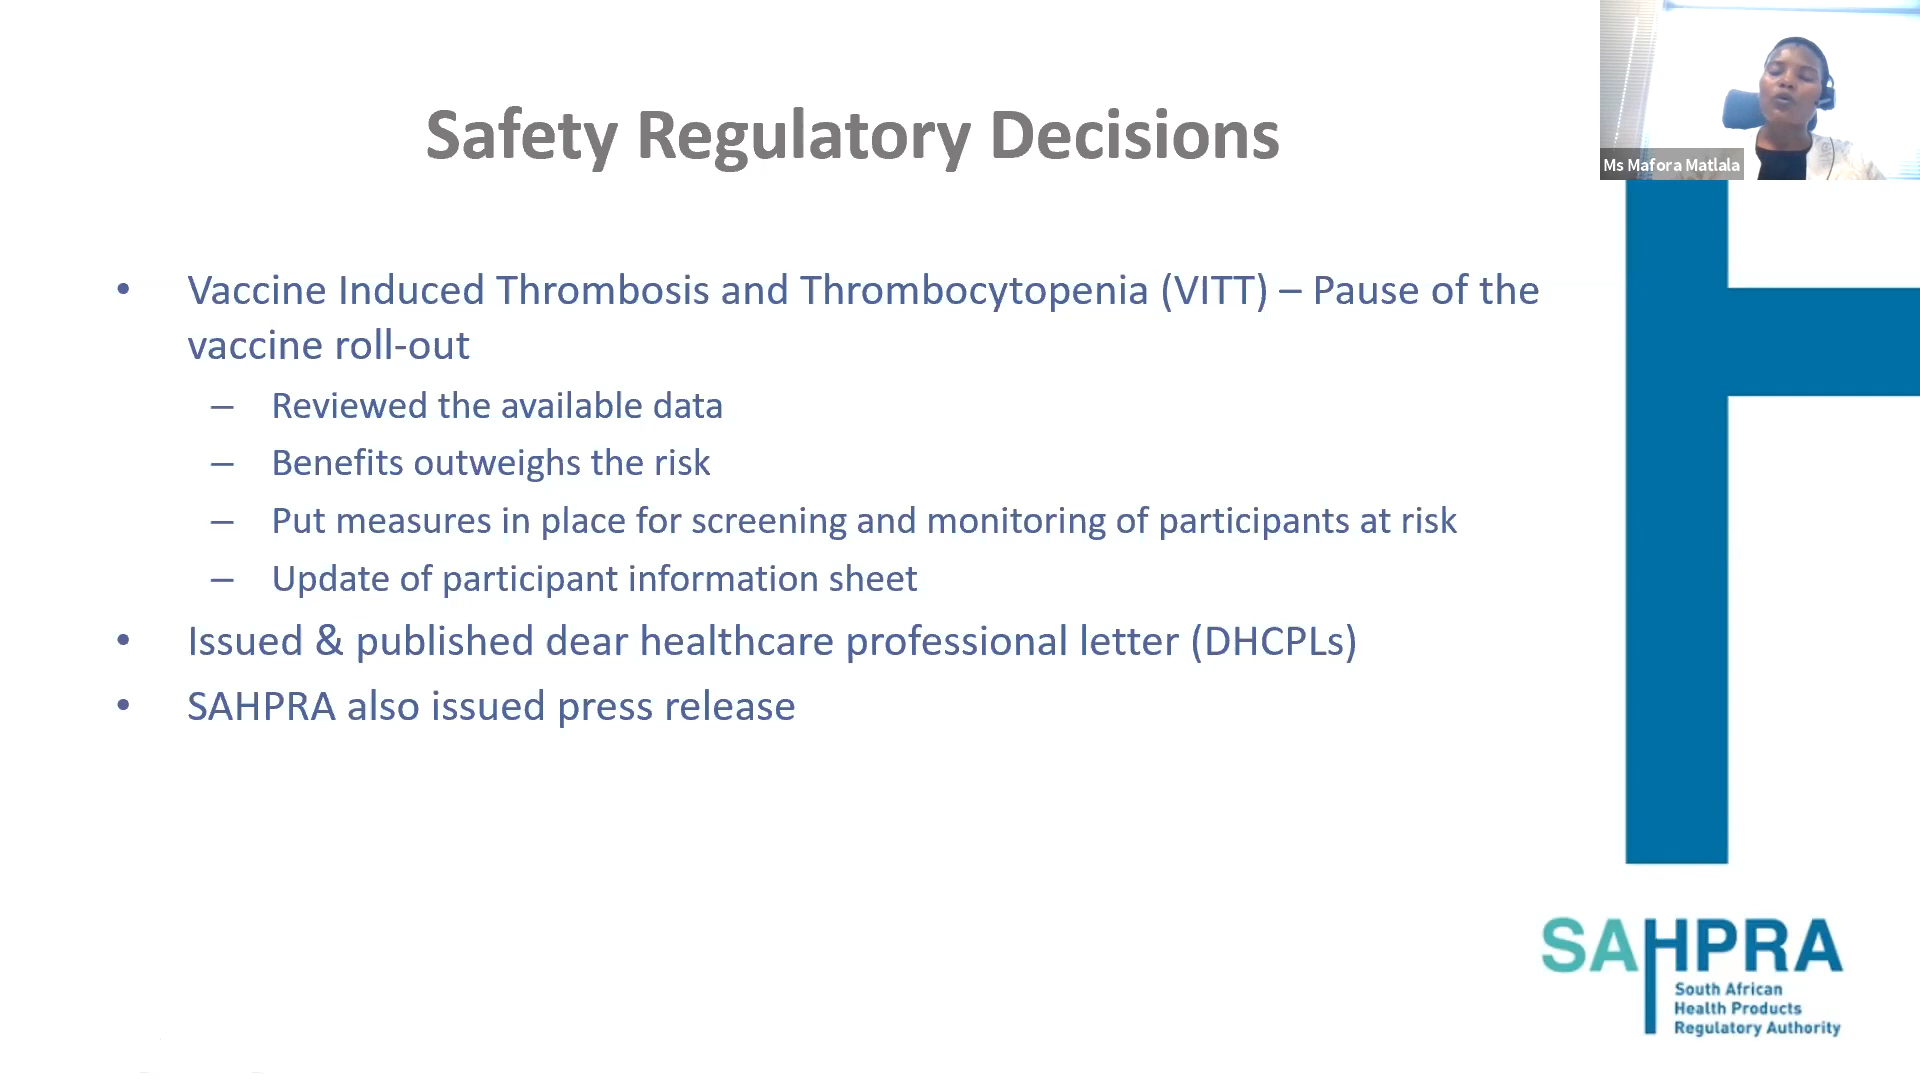 Safety Regulatory Decisions
Ms Mafora Matlala
• Vaccine Induced Thrombosis and Thrombocytopenia (VITT) – Pause of the
vaccine roll-out
– Reviewed the available data
– Benefits outweighs the risk
– Put measures in place for screening and monitoring of participants at risk
– Update of participant information sheet
• Issued & published dear healthcare professional letter (DHCPLs)
• SAHPRA also issued press release
SAHPRA
South African
Health Products
Regulatory Authority